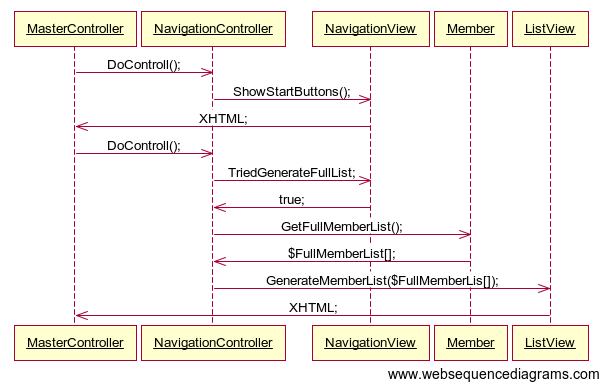 MasterController NavigationController NavigationView Member ListView
DoControll();
ShowStartButtons();
XHTML;
DoControll();
TriedGenerateFullList;
true;
GetFullMemberList();
$FullMemberList[];
GenerateMemberList($FullMemberLis[]);
XHTML;
MasterController NavigationController NavigationView Member ListView
www.websequencediagrams.com